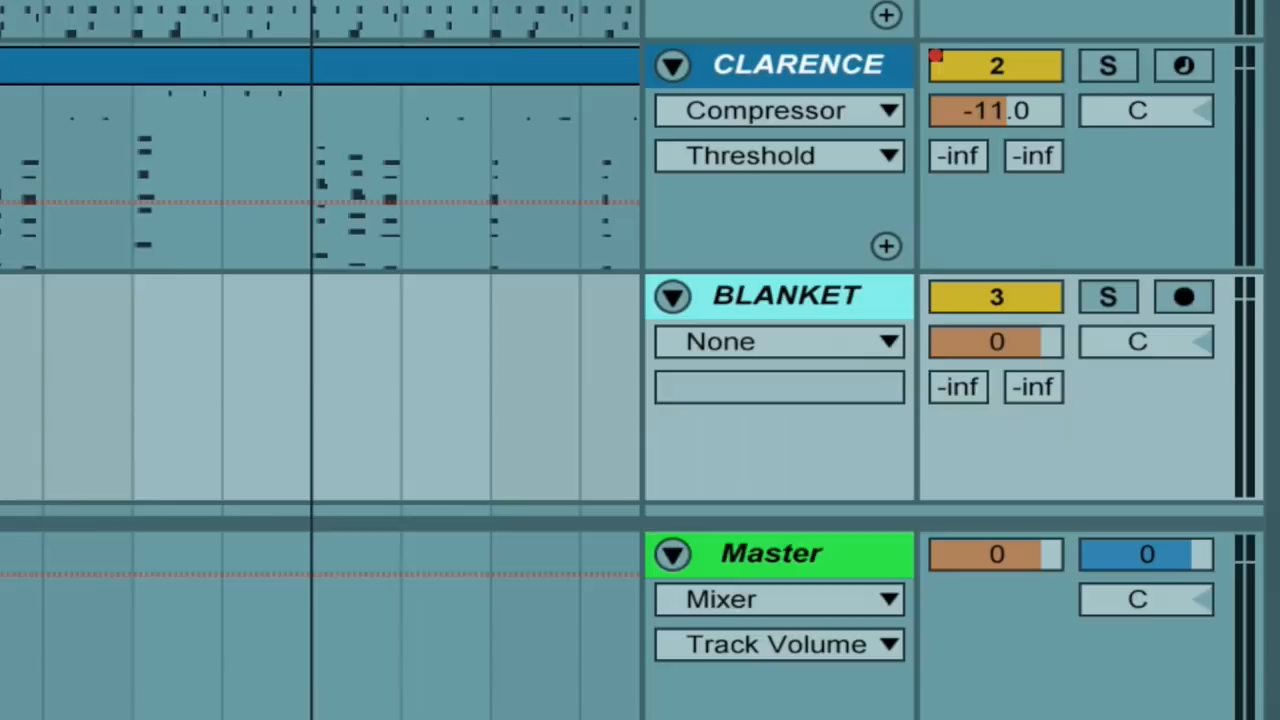 CLARENCE 2 S
Compressor -11.0 C
Threshold -inf -inf
BLANKET 3 S
None 0 C
-inf -inf
Master 0 0
Mixer C
Track Volume